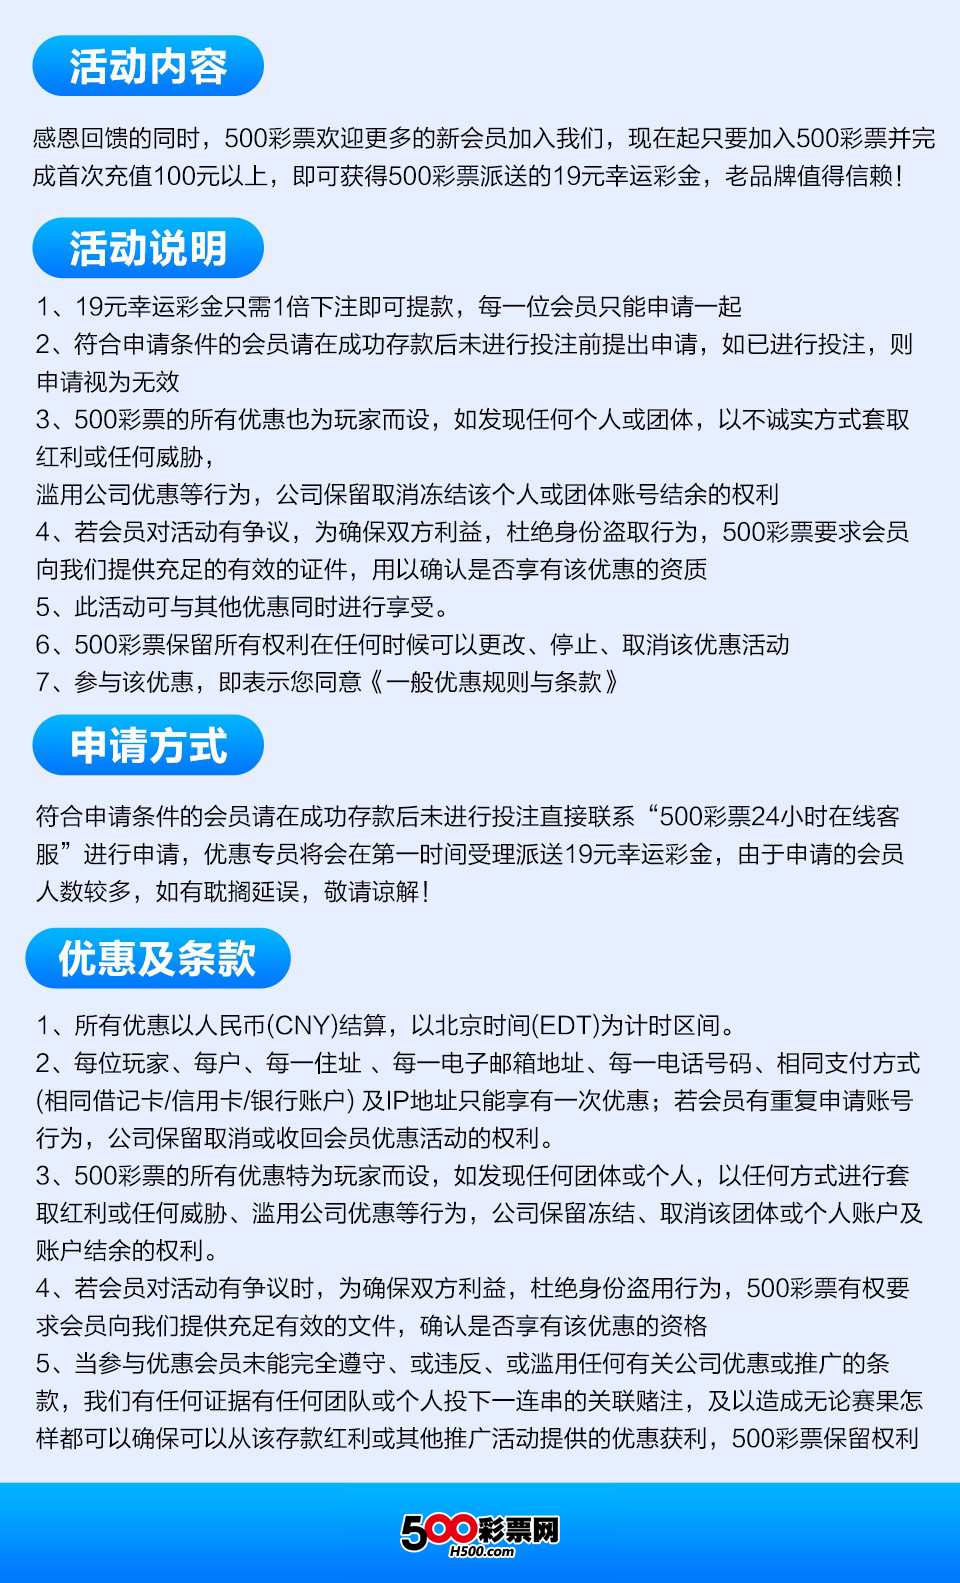 活动内容
感恩回馈的同时，500彩票欢迎更多的新会员加入我们，现在起只要加入500彩票并完
成首次充值100元以上，即可获得500彩票派送的19元幸运彩金，老品牌值得信赖！
活动说明
1、19元幸运彩金只需1倍下注即可提款，每一位会员只能申请一起
2、符合申请条件的会员请在成功存款后未进行投注前提出申请，如已进行投注，则
申请视为无效
3、500彩票的所有优惠也为玩家而设，如发现任何个人或团体，以不诚实方式套取
红利或任何威胁，
滥用公司优惠等行为，公司保留取消冻结该个人或团体账号结余的权利
4、若会员对活动有争议，为确保双方利益，杜绝身份盗取行为，500彩票要求会员
向我们提供充足的有效的证件，用以确认是否享有该优惠的资质
5、此活动可与其他优惠同时进行享受。
6、500彩票保留所有权利在任何时候可以更改、停止、取消该优惠活动
7、参与该优惠，即表示您同意《一般优惠规则与条款》
申请方式
符合申请条件的会员请在成功存款后未进行投注直接联系“500彩票24小时在线客
服”进行申请，优惠专员将会在第一时间受理派送19元幸运彩金，由于申请的会员
人数较多，如有耽搁延误，敬请谅解！
优惠及条款
1、所有优惠以人民币(CNY)结算，以北京时间(EDT)为计时区间。
2、每位玩家、每户、每一住址 、每一电子邮箱地址、每一电话号码、相同支付方式
(相同借记卡/信用卡/银行账户) 及IP地址只能享有一次优惠；若会员有重复申请账号
行为，公司保留取消或收回会员优惠活动的权利。
3、500彩票的所有优惠特为玩家而设，如发现任何团体或个人，以任何方式进行套
取红利或任何威胁、滥用公司优惠等行为，公司保留冻结、取消该团体或个人账户及
账户结余的权利。
4、若会员对活动有争议时，为确保双方利益，杜绝身份盗用行为，500彩票有权要
求会员向我们提供充足有效的文件，确认是否享有该优惠的资格
5、当参与优惠会员未能完全遵守、或违反、或滥用任何有关公司优惠或推广的条
款，我们有任何证据有任何团队或个人投下一连串的关联赌注，及以造成无论赛果怎
样都可以确保可以从该存款红利或其他推广活动提供的优惠获利，500彩票保留权利
500彩票网
H500.com